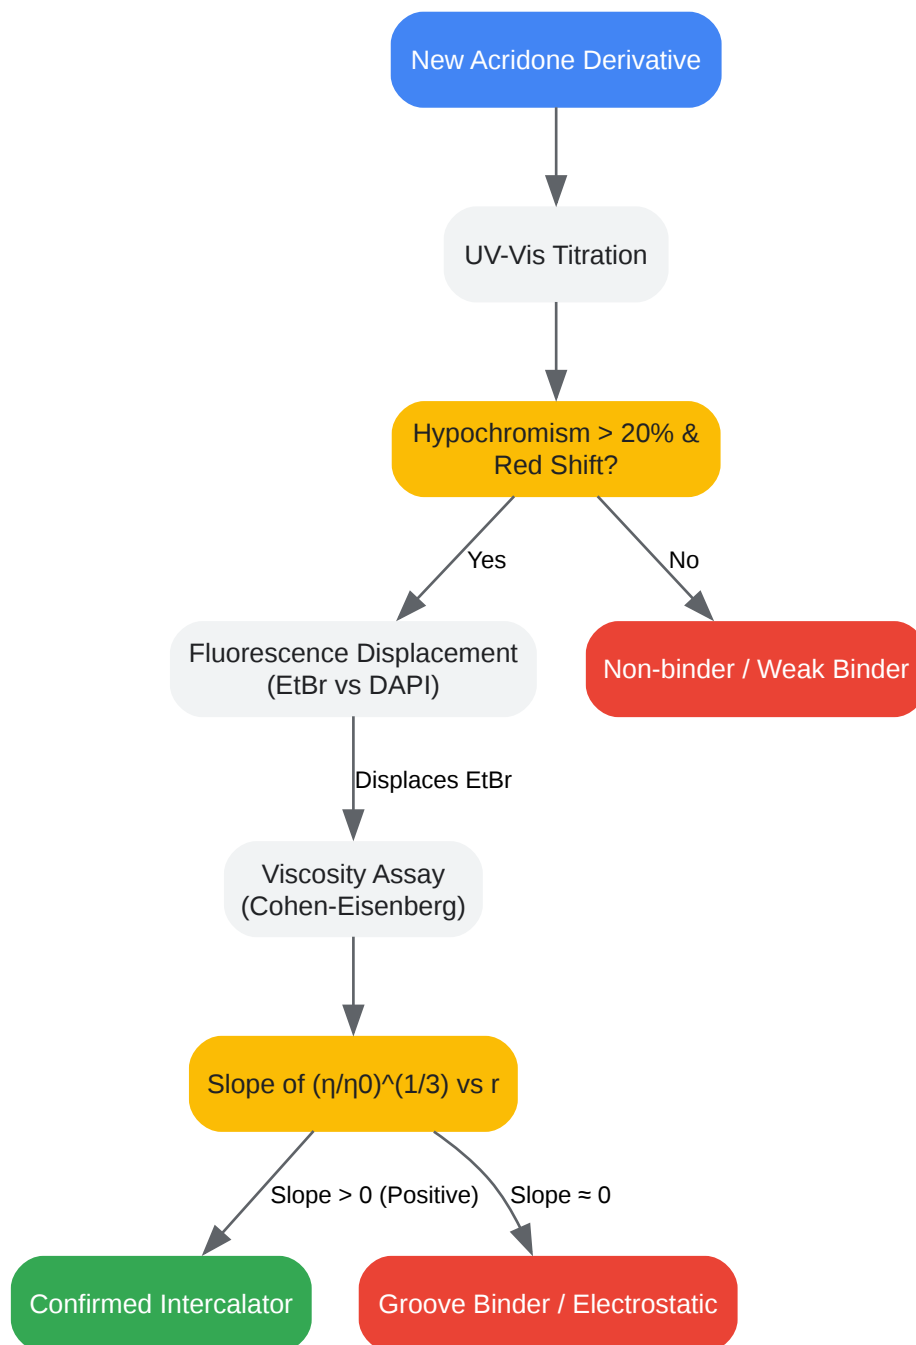 New Acridone Derivative
UV-Vis Titration
Hypochromism > 20% &
Red Shift?
Yes
No
Fluorescence Displacement
(EtBr vs DAPI)
Non-binder / Weak Binder
Displaces EtBr
Viscosity Assay
(Cohen-Eisenberg)
Slope of (η/η0)^(1/3) vs r
Slope > 0 (Positive)
Slope ≈ 0
Confirmed Intercalator
Groove Binder / Electrostatic